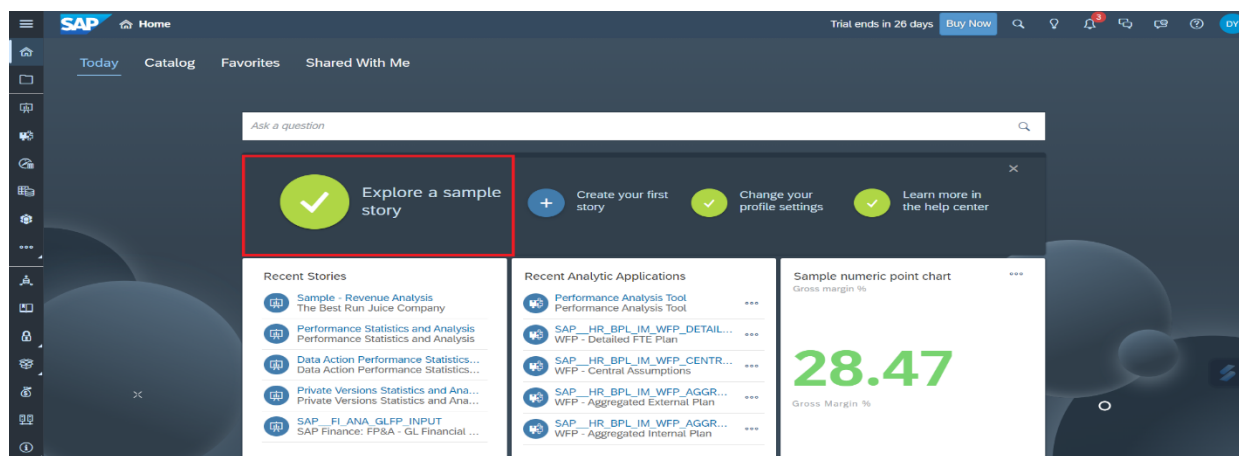 SAP Home Trial ends in 26 days Buy Now 3 DY
Today Catalog Favorites Shared With Me
Ask a question
Explore a sample
story
Create your first
story
Change your
profile settings
Learn more in
the help center
Recent Stories
Sample - Revenue Analysis
The Best Run Juice Company
Performance Statistics and Analysis
Performance Statistics and Analysis
Data Action Performance Statistics...
Data Action Performance Statistics...
Private Versions Statistics and Ana...
Private Versions Statistics and Ana...
SAP__FI_ANA_GLFP_INPUT
SAP Finance: FP&A - GL Financial ...
Recent Analytic Applications
Performance Analysis Tool
Performance Analysis Tool
SAP__HR_BPL_IM_WFP_DETAIL...
WFP - Detailed FTE Plan
SAP__HR_BPL_IM_WFP_CENTR...
WFP - Central Assumptions
SAP__HR_BPL_IM_WFP_AGGR...
WFP - Aggregated External Plan
SAP__HR_BPL_IM_WFP_AGGR...
WFP - Aggregated Internal Plan
Sample numeric point chart
Gross margin %
28.47
Gross Margin %